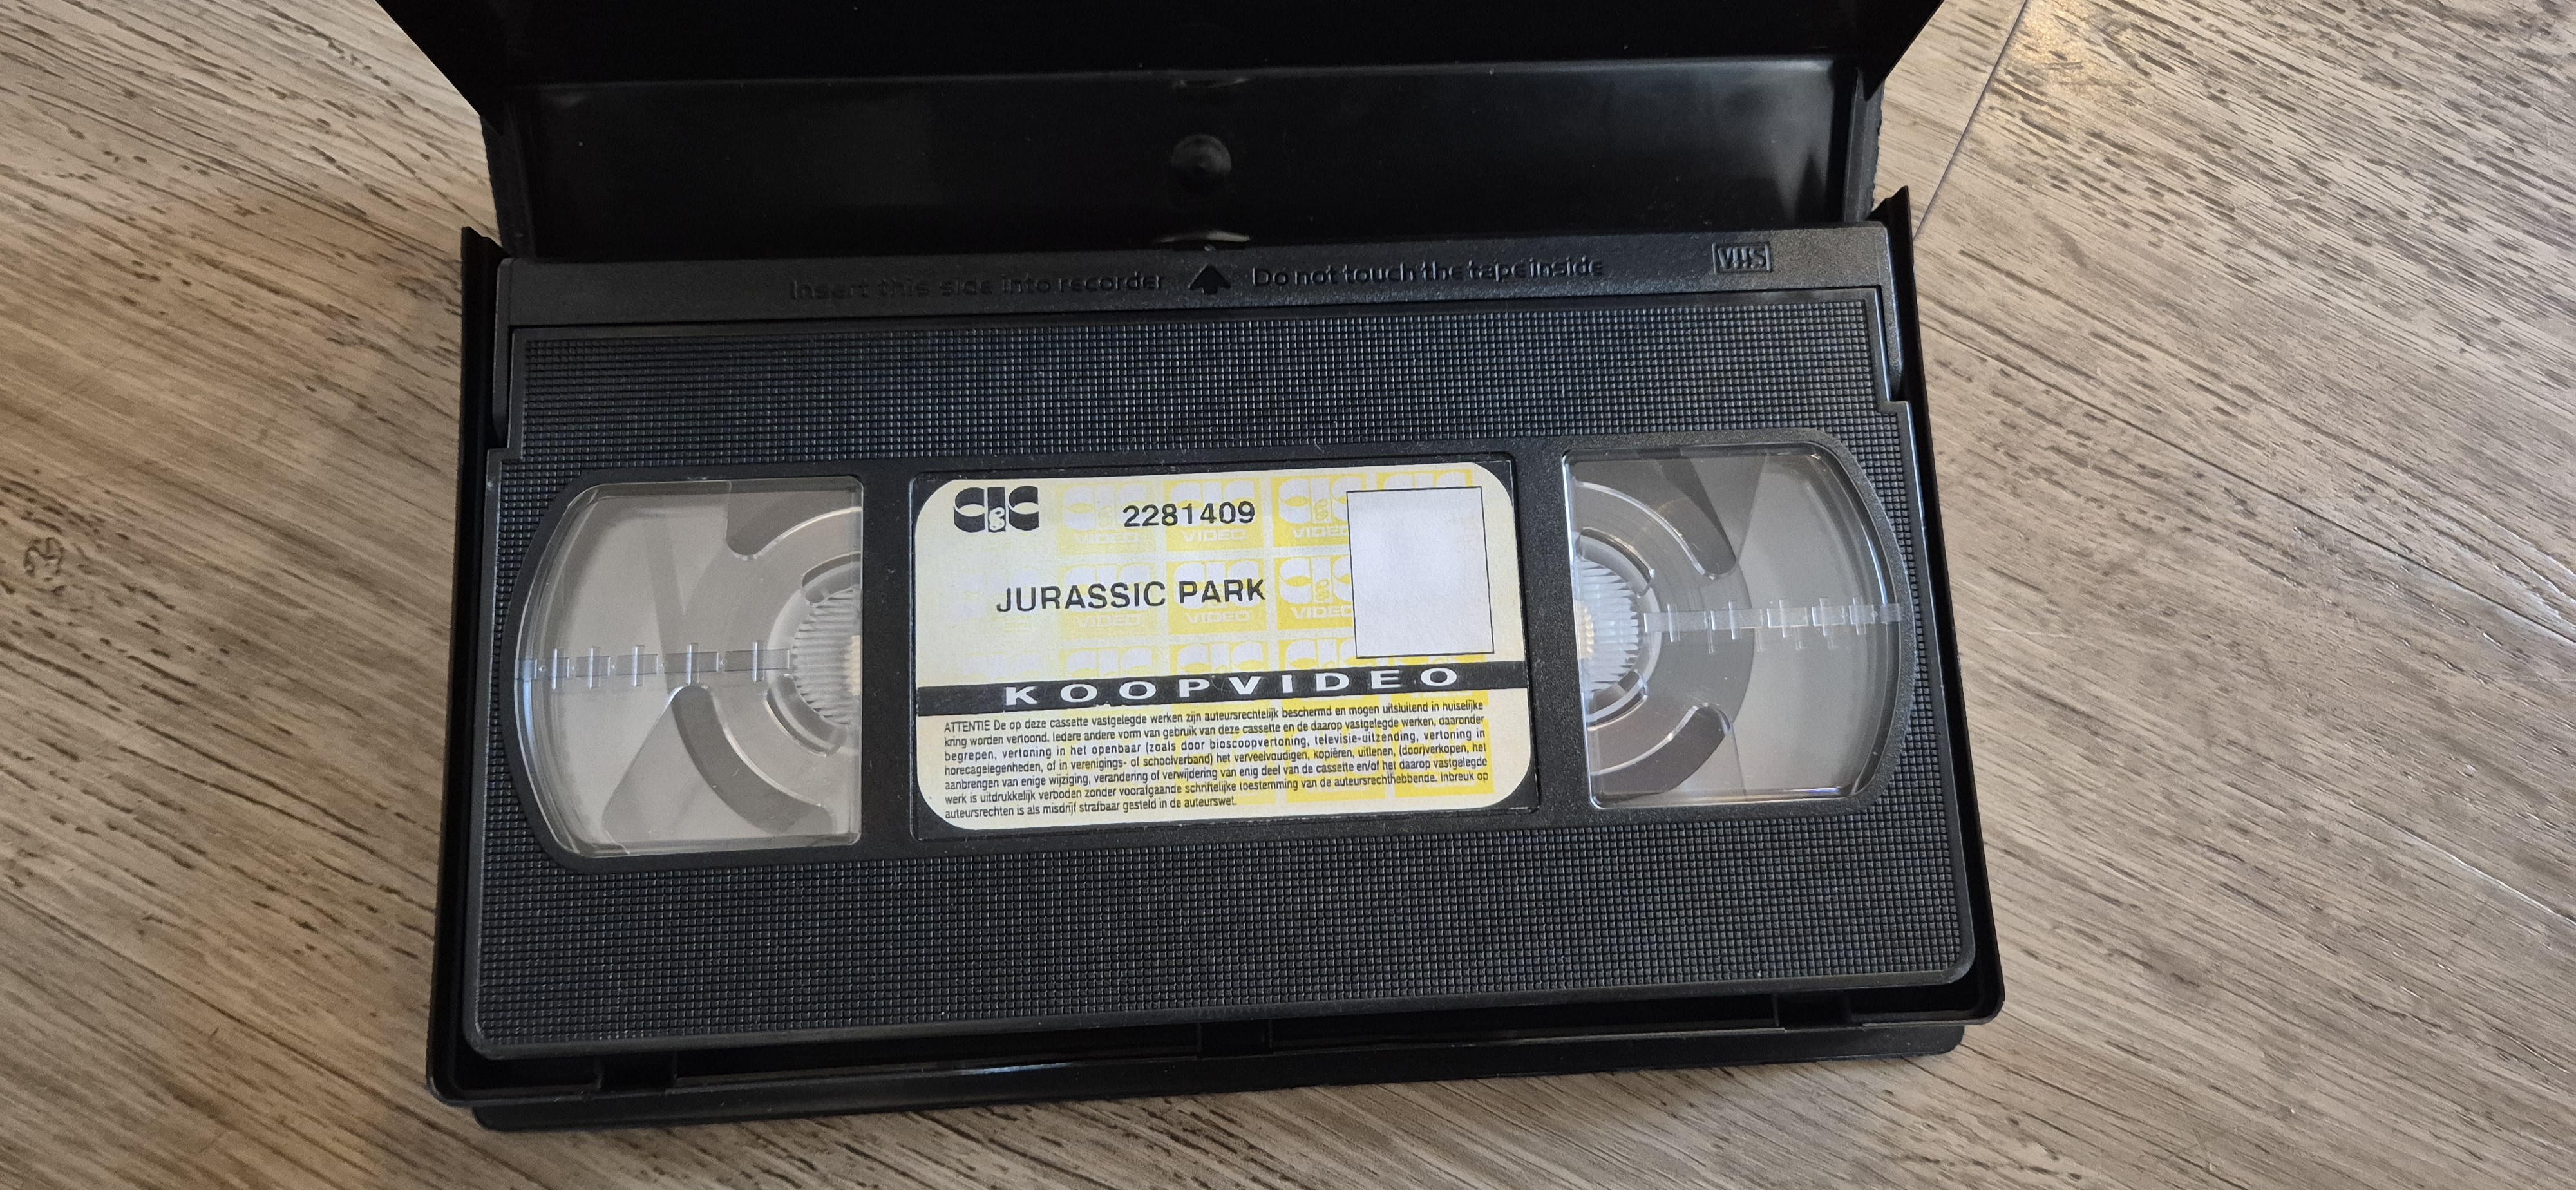 Insert this side into recorder Do not touch the tape inside VHS
CIC 2281409
JURASSIC PARK
KOOPVIDEO
ATTENTIE De op deze cassette vastgelegde werken zijn auteursrechtelijk beschermd en mogen uitsluitend in huiselijke
kring worden vertoond. Iedere andere vorm van gebruik van deze cassette en de daarop vastgelegde werken, daaronder
begrepen, vertoning in het openbaar (zoals door bioscoopvertoning, televisie-uitzending, vertoning in
horecagelegenheden, of in verenigings- of schoolverband) het verveelvoudigen, kopiëren, uitlenen, (door)verkopen, het
aanbrengen van enige wijziging, verandering of verwijdering van enig deel van de cassette en/of het daarop vastgelegde
werk is uitdrukkelijk verboden zonder voorafgaande schriftelijke toestemming van de auteursrechthebbende. Inbreuk op
auteursrechten is als misdrijf strafbaar gesteld in de auteurswet.